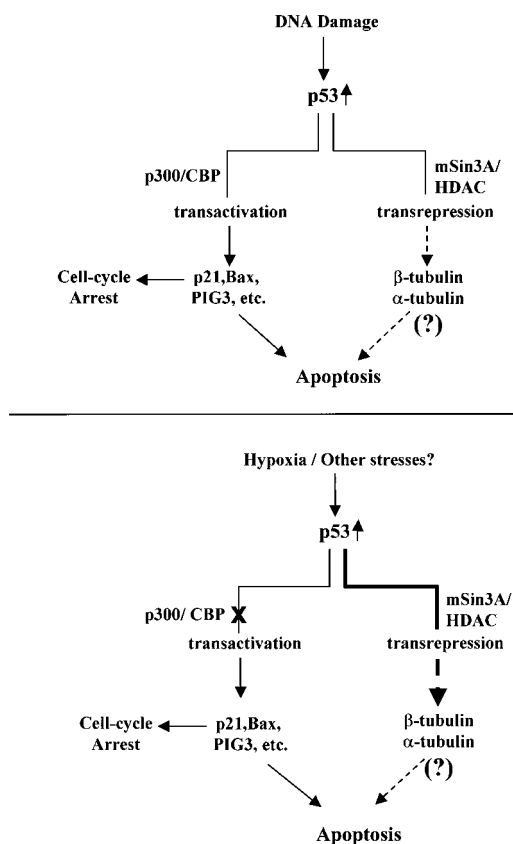 DNA Damage
p53
p300/CBP
mSin3A/
HDAC
transactivation
transrepression
Cell-cycle
Arrest
p21,Bax,
PIG3, etc.
β-tubulin
α-tubulin
(?)
Apoptosis
Hypoxia / Other stresses?
p53
p300/ CBP
mSin3A/
HDAC
transactivation
transrepression
Cell-cycle
Arrest
p21,Bax,
PIG3, etc.
β-tubulin
α-tubulin
(?)
Apoptosis